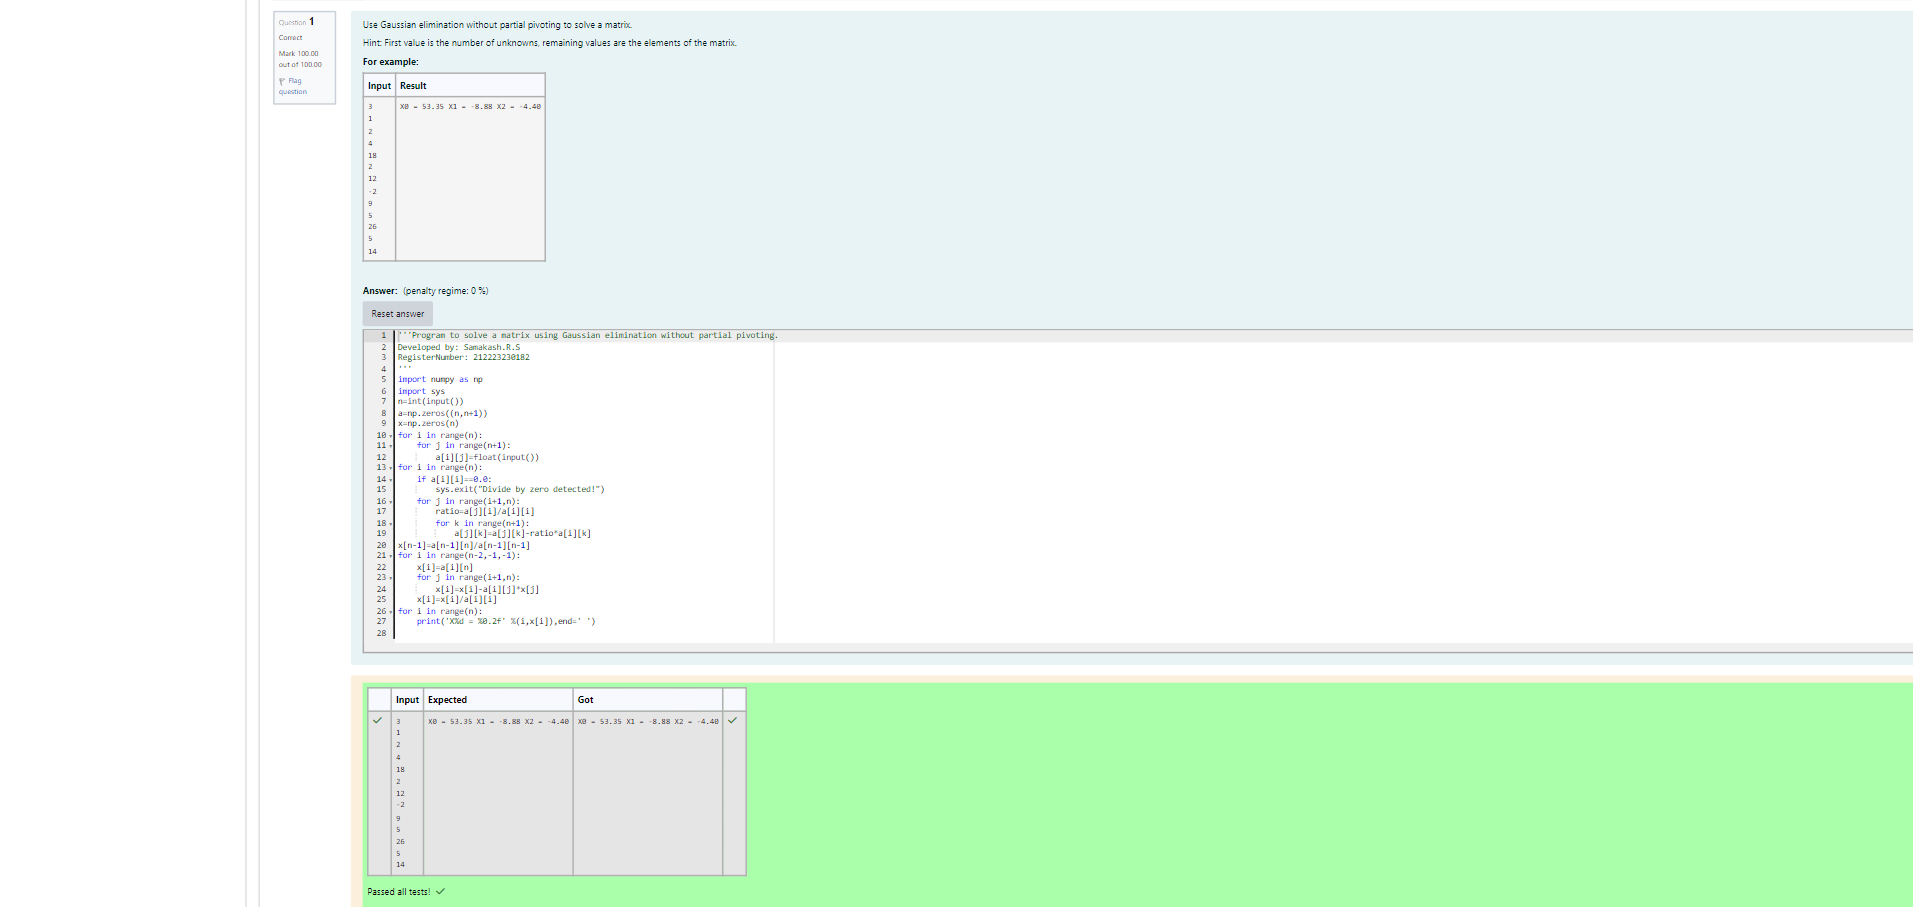 Question 1
Correct
Mark 100.00
out of 100.00
Flag
question
Use Gaussian elimination without partial pivoting to solve a matrix.
Hint: First value is the number of unknowns, remaining values are the elements of the matrix.
For example:
Input Result
3 X0 = 53.35 X1 = -8.88 X2 = -4.40
1
2
4
18
2
12
-2
9
5
26
5
14
Answer: (penalty regime: 0 %)
Reset answer
1 '''Program to solve a matrix using Gaussian elimination without partial pivoting.
2 Developed by: Samakash.R.S
3 RegisterNumber: 212223230182
4 '''
5 import numpy as np
6 import sys
7 n=int(input())
8 a=np.zeros((n,n+1))
9 x=np.zeros(n)
10 for i in range(n):
11     for j in range(n+1):
12         a[i][j]=float(input())
13 for i in range(n):
14     if a[i][i]==0.0:
15         sys.exit("Divide by zero detected!")
16     for j in range(i+1,n):
17         ratio=a[j][i]/a[i][i]
18         for k in range(n+1):
19             a[j][k]=a[j][k]-ratio*a[i][k]
20 x[n-1]=a[n-1][n]/a[n-1][n-1]
21 for i in range(n-2,-1,-1):
22     x[i]=a[i][n]
23     for j in range(i+1,n):
24         x[i]=x[i]-a[i][j]*x[j]
25     x[i]=x[i]/a[i][i]
26 for i in range(n):
27     print('X%d = %0.2f' %(i,x[i]),end=' ')
28
Input Expected Got
3 X0 = 53.35 X1 = -8.88 X2 = -4.40 X0 = 53.35 X1 = -8.88 X2 = -4.40
1
2
4
18
2
12
-2
9
5
26
5
14
Passed all tests!